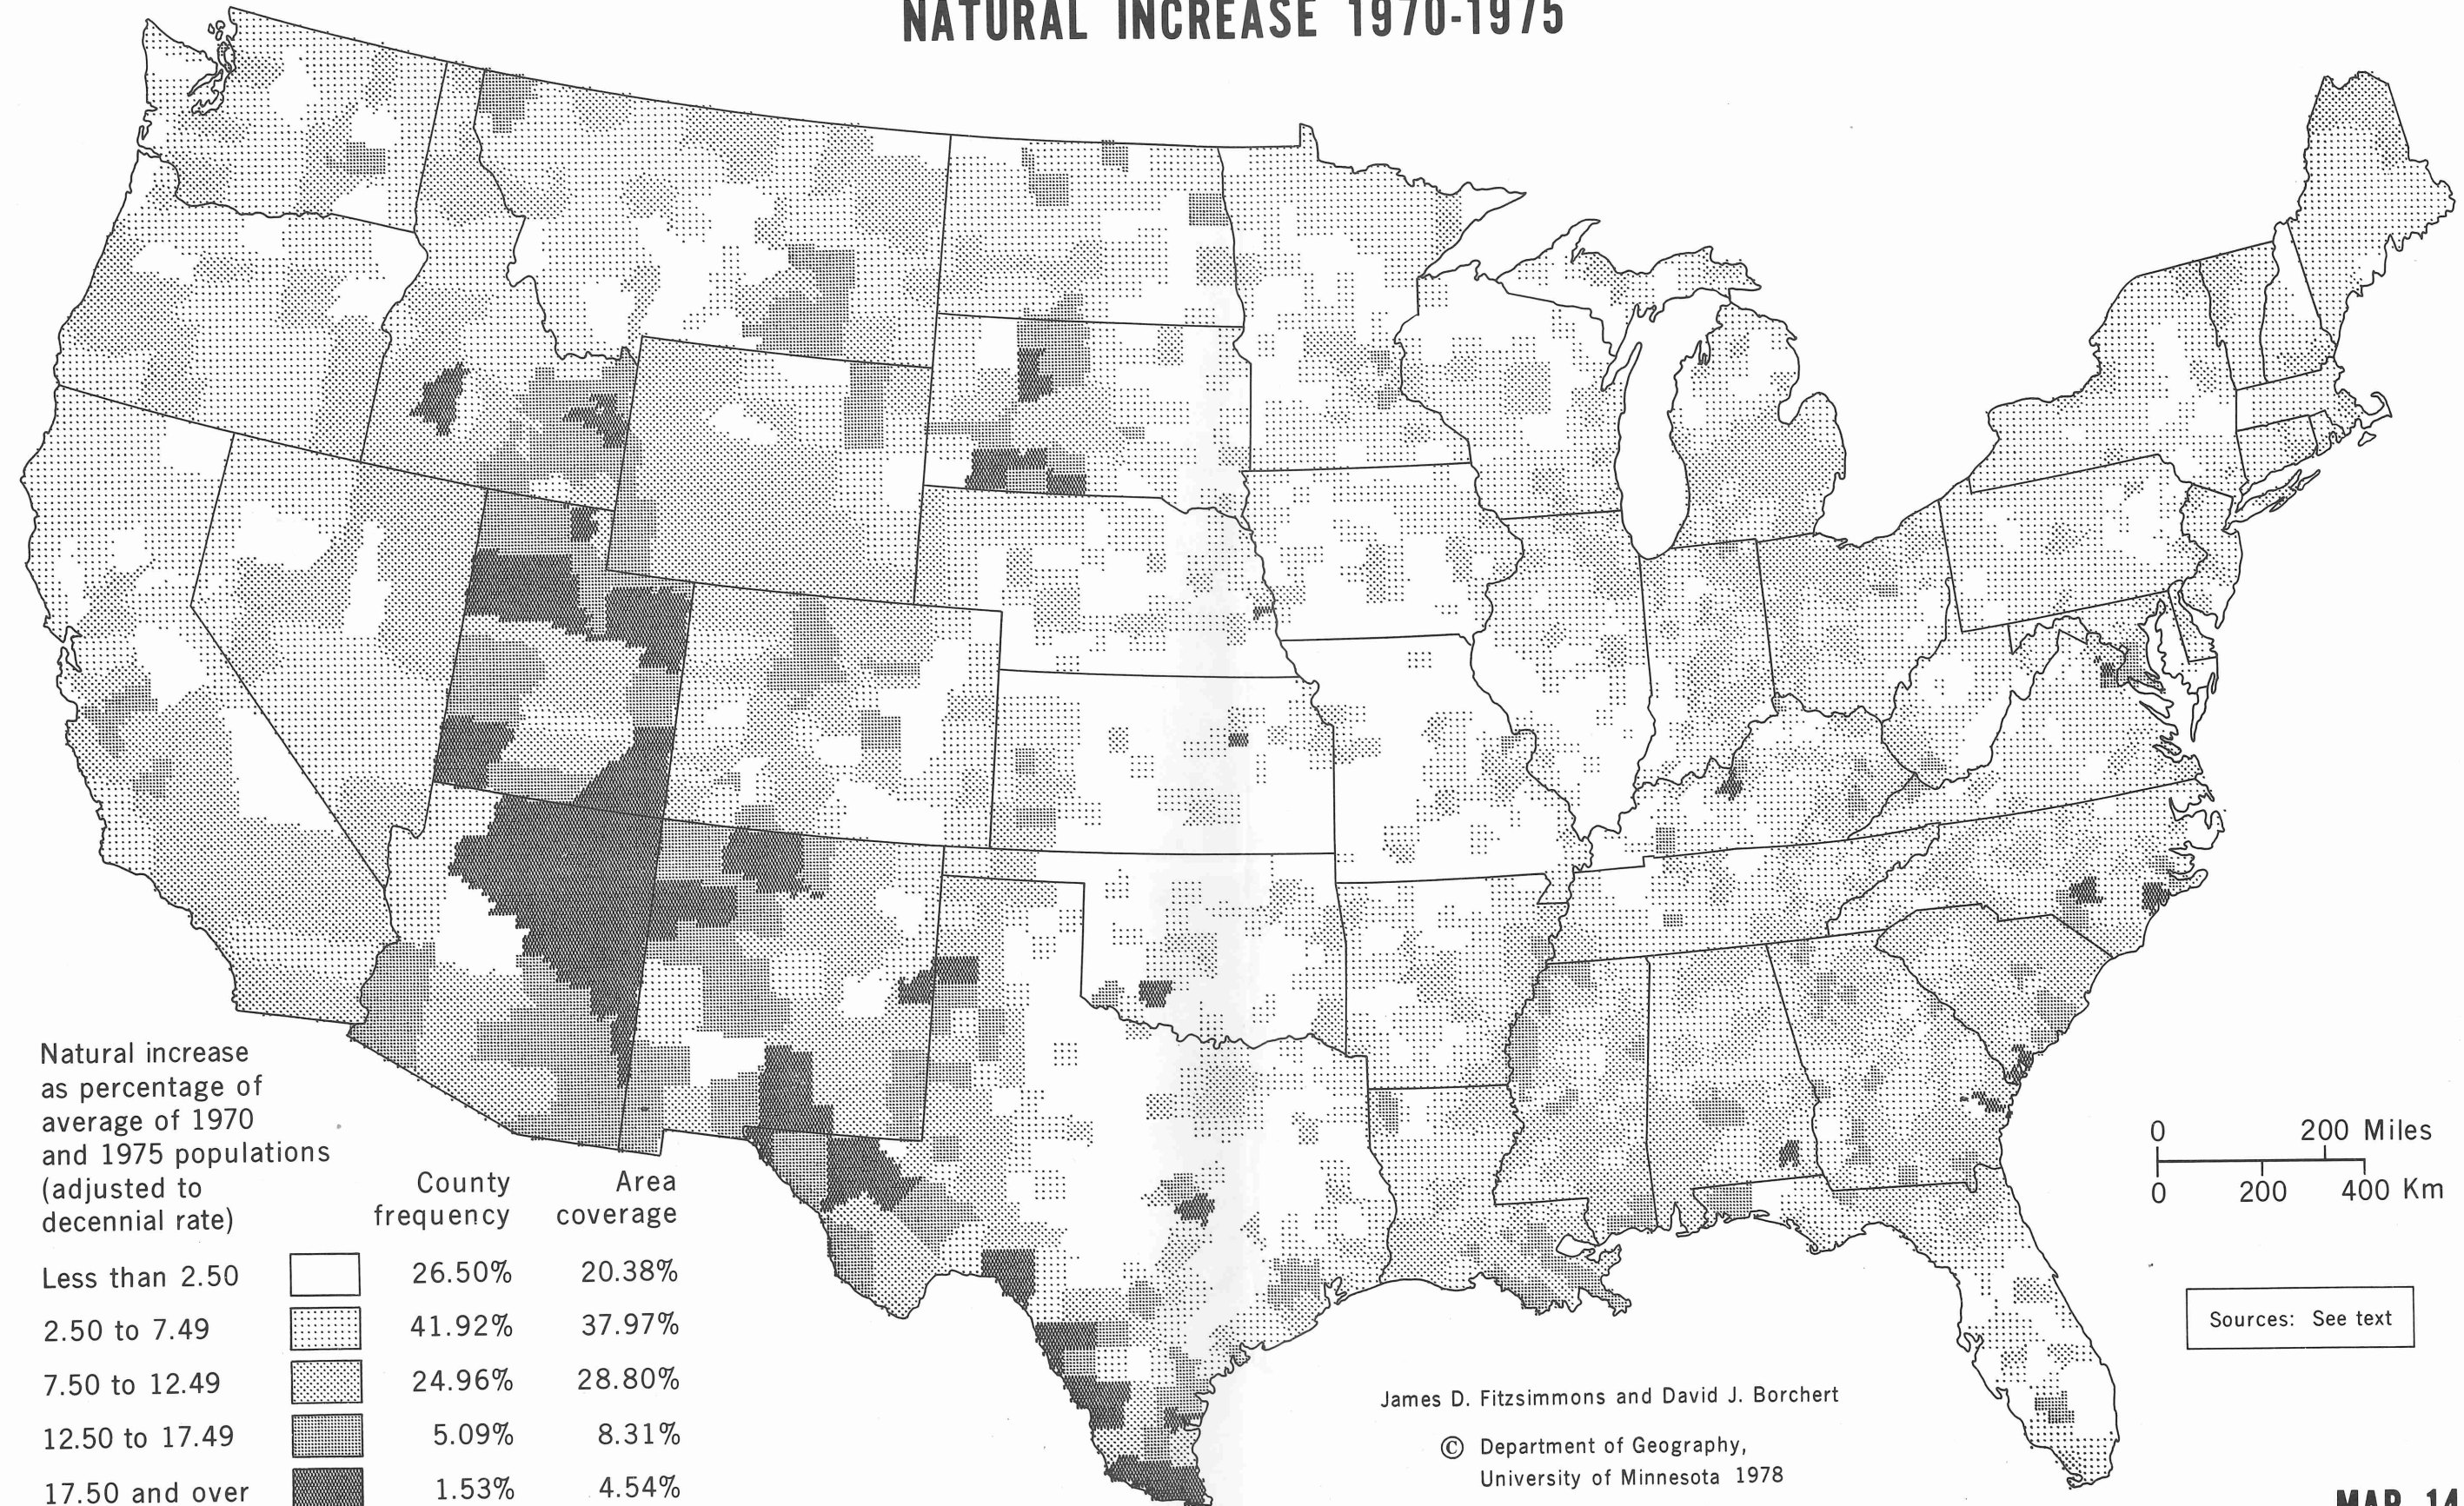 NATURAL INCREASE 1970-1975
Natural increase
as percentage of
average of 1970
and 1975 populations
(adjusted to
decennial rate)
County
frequency
Area
coverage
Less than 2.50 26.50% 20.38%
2.50 to 7.49 41.92% 37.97%
7.50 to 12.49 24.96% 28.80%
12.50 to 17.49 5.09% 8.31%
17.50 and over 1.53% 4.54%
0 200 Miles
0 200 400 Km
Sources: See text
James D. Fitzsimmons and David J. Borchert
© Department of Geography,
University of Minnesota 1978
MAP 14